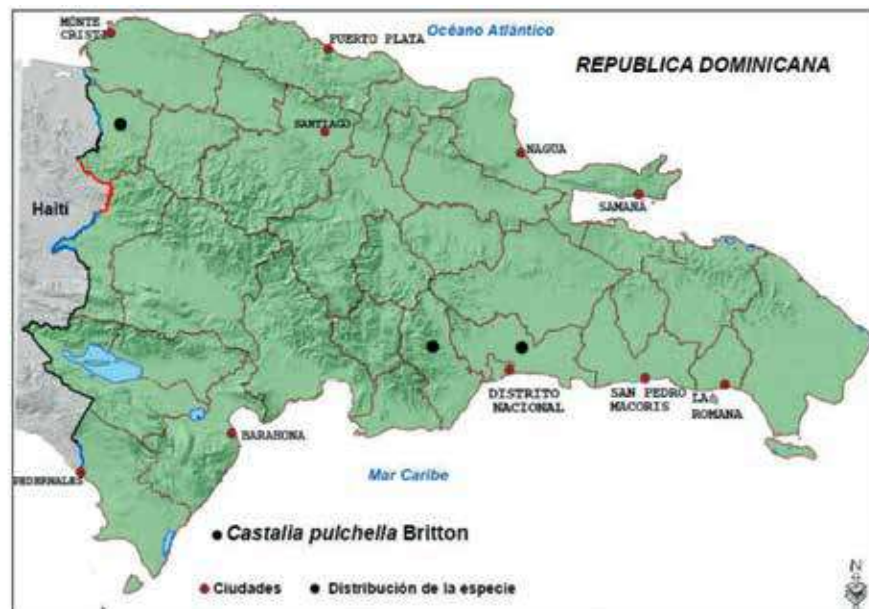 MONTE
CRISTI
PUERTO PLATA
Océano Atlántico
REPUBLICA DOMINICANA
SANTIAGO
NAGUA
SAMANA
Haití
DISTRITO
NACIONAL
SAN PEDRO
MACORIS
LA
ROMANA
BARAHONA
Mar Caribe
PEDERNALES
Castalia pulchella Britton
Ciudades
Distribución de la especie
N